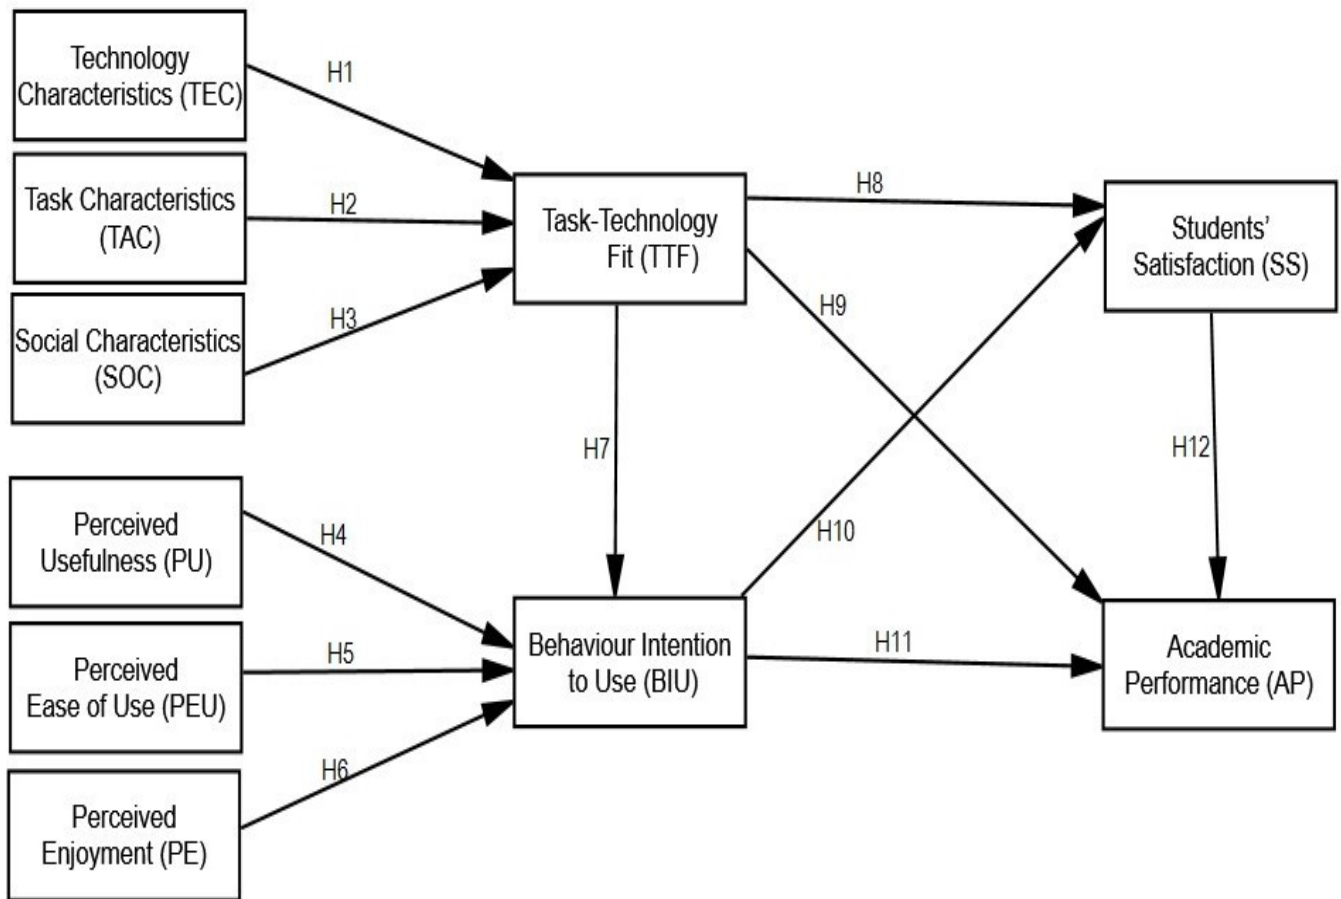 Technology
Characteristics (TEC)
H1
Task Characteristics
(TAC)
H2
Social Characteristics
(SOC)
H3
Task-Technology
Fit (TTF)
H8
Students’
Satisfaction (SS)
H9
H7
H12
H10
Perceived
Usefulness (PU)
H4
Perceived
Ease of Use (PEU)
H5
Perceived
Enjoyment (PE)
H6
Behaviour Intention
to Use (BIU)
H11
Academic
Performance (AP)